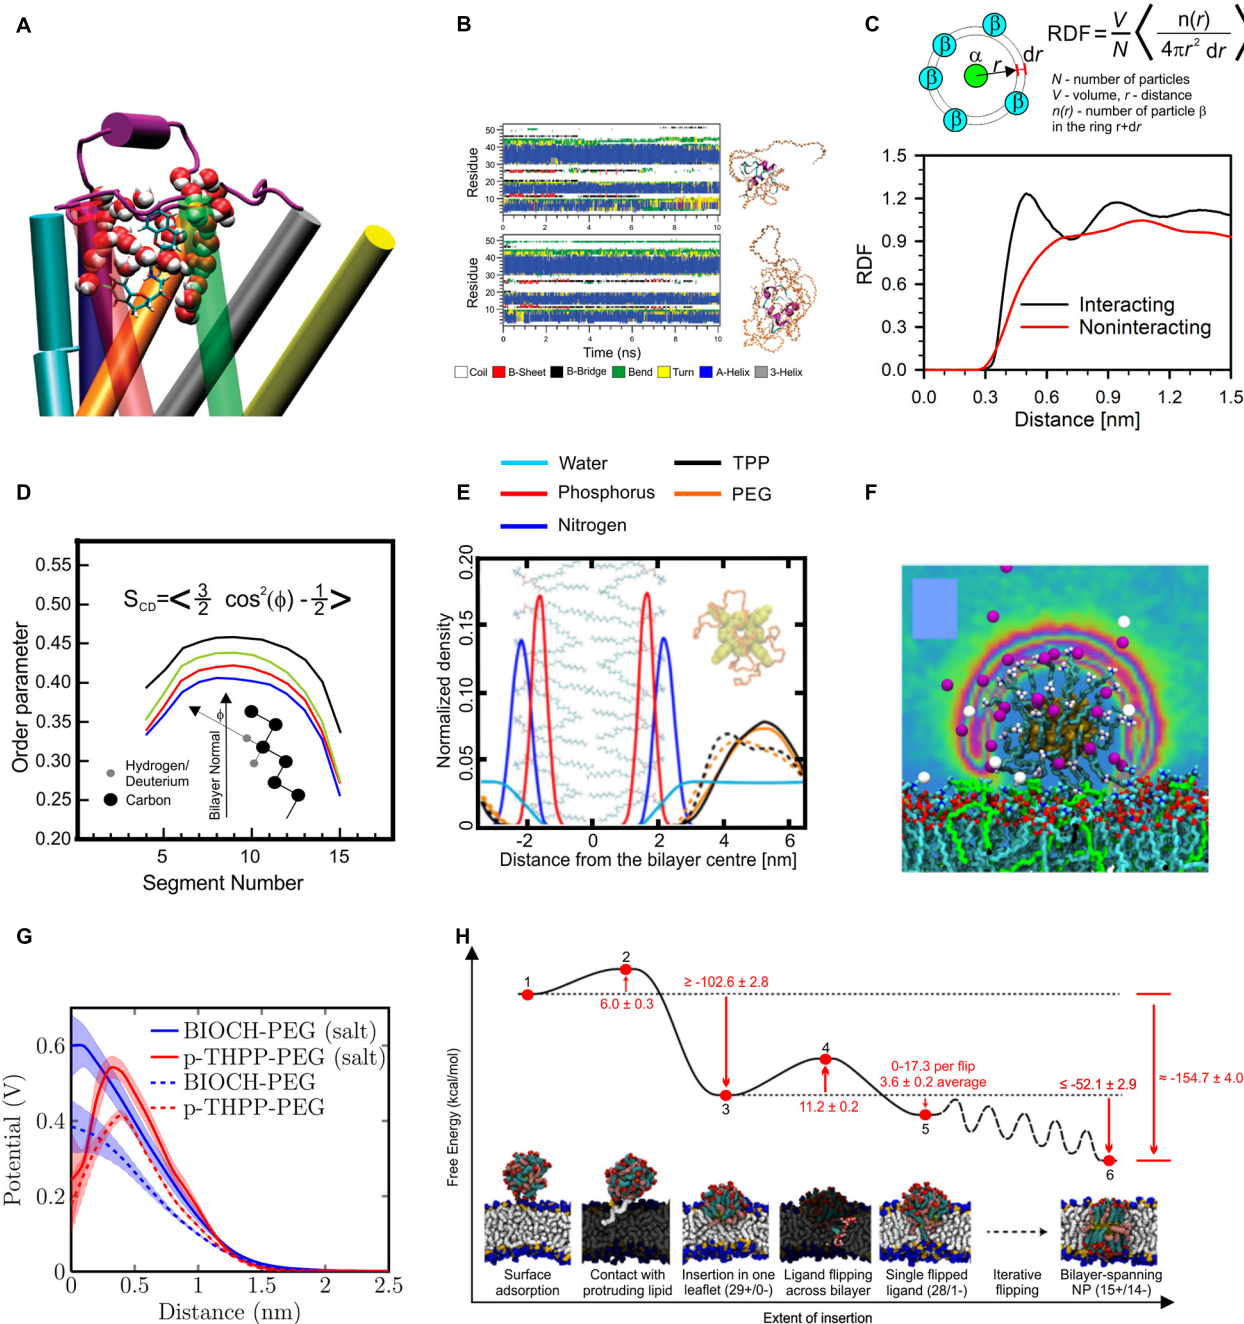 A
B
50
40
30
20
10
Residue
0
2
4
6
8
10
50
40
30
20
10
Residue
0
2
4
6
8
10
Time (ns)
Coil B-Sheet B-Bridge Bend Turn A-Helix 3-Helix
C
β
β
β
β
β
α
r
dr
RDF = V/N < n(r) / 4πr² dr >
N - number of particles
V - volume, r - distance
n(r) - number of particle β
in the ring r+dr
1.5
1.2
0.9
0.6
0.3
0.0
RDF
Interacting
Noninteracting
0.0 0.3 0.6 0.9 1.2 1.5
Distance [nm]
D
0.55
0.50
0.45
0.40
0.35
0.30
0.25
0.20
Order parameter
S_CD=< 3/2 cos²(ϕ) - 1/2 >
ϕ
Bilayer Normal
Hydrogen/
Deuterium
Carbon
5 10 15
Segment Number
Water
Phosphorus
Nitrogen
TPP
PEG
E
0.20
0.15
0.10
0.05
0
Normalized density
-2 0 2 4 6
Distance from the bilayer centre [nm]
F
G
0.6
0.4
0.2
0
Potential (V)
BIOCH-PEG (salt)
p-THPP-PEG (salt)
BIOCH-PEG
p-THPP-PEG
0 0.5 1 1.5 2 2.5
Distance (nm)
H
Free Energy (kcal/mol)
1
2
6.0 ± 0.3
≥ -102.6 ± 2.8
3
4
11.2 ± 0.2
0-17.3 per flip
3.6 ± 0.2 average
5
≤ -52.1 ± 2.9
6
≈ -154.7 ± 4.0
Surface
adsorption
Contact with
protruding lipid
Insertion in one
leaflet (29+/0-)
Ligand flipping
across bilayer
Single flipped
ligand (28/1-)
Iterative
flipping
Bilayer-spanning
NP (15+/14-)
Extent of insertion